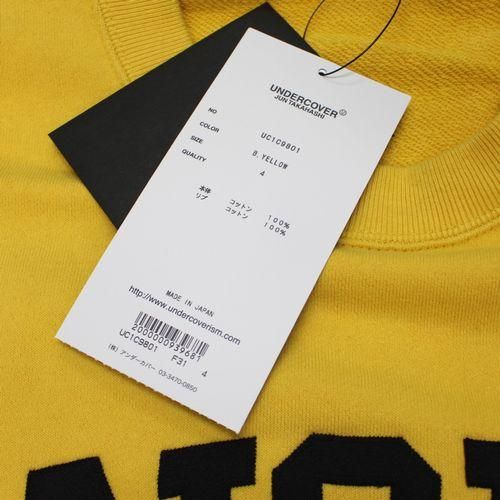 UNDERCOVER
JUN TAKAHASHI
NO UC1C9801
COLOR B.YELLOW
SIZE 4
QUALITY
本体 コットン 100%
リブ コットン 100%
MADE IN JAPAN
http://www.undercoverism.com
2000000939681
UC1C9801 F31 4
(株) アンダーカバー 03-3470-0850